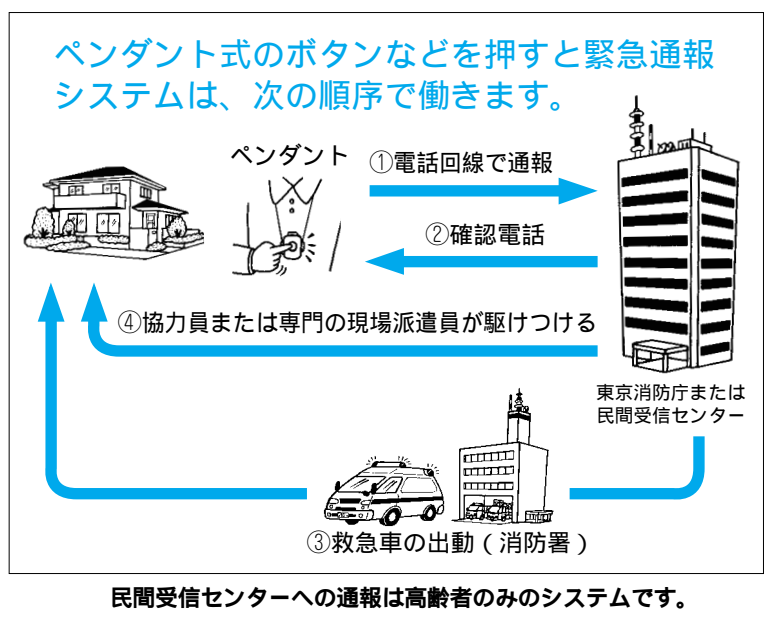 ペンダント式のボタンなどを押すと緊急通報
システムは、次の順序で働きます。
ペンダント
①電話回線で通報
②確認電話
④協力員または専門の現場派遣員が駆けつける
東京消防庁または
民間受信センター
③救急車の出動（消防署）
民間受信センターへの通報は高齢者のみのシステムです。